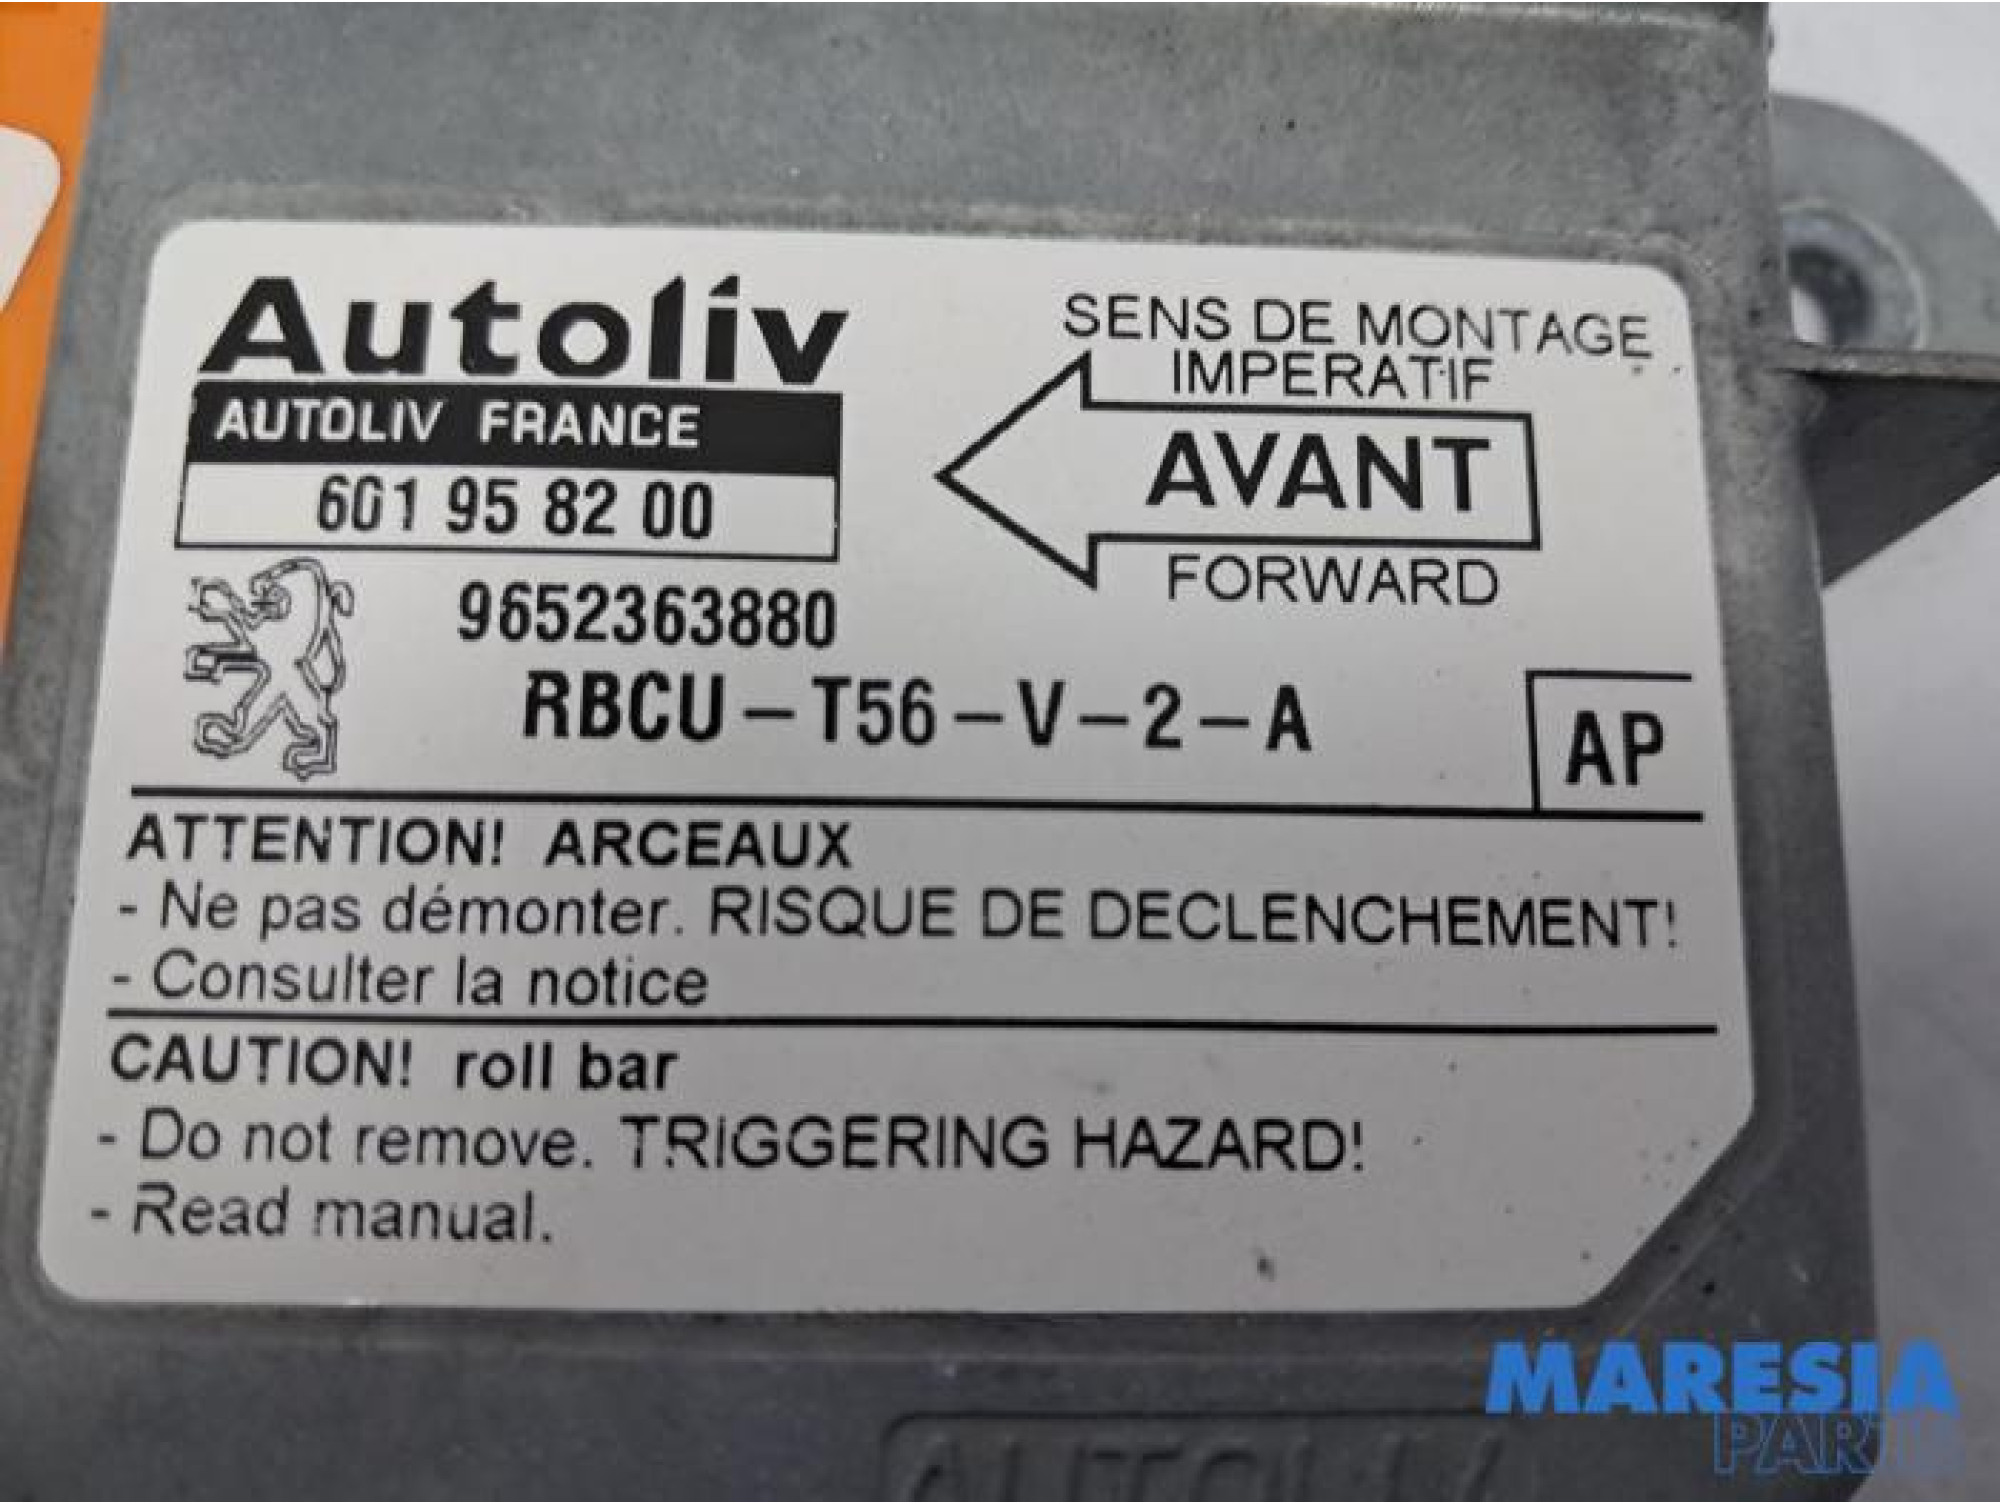 Autoliv
AUTOLIV FRANCE
601 95 82 00
SENS DE MONTAGE
IMPERATIF
AVANT
FORWARD
9652363880
RBCU-T56-V-2-A
AP
ATTENTION! ARCEAUX
- Ne pas démonter. RISQUE DE DECLENCHEMENT!
- Consulter la notice
CAUTION! roll bar
- Do not remove. TRIGGERING HAZARD!
- Read manual.
MARESIA
PARTS